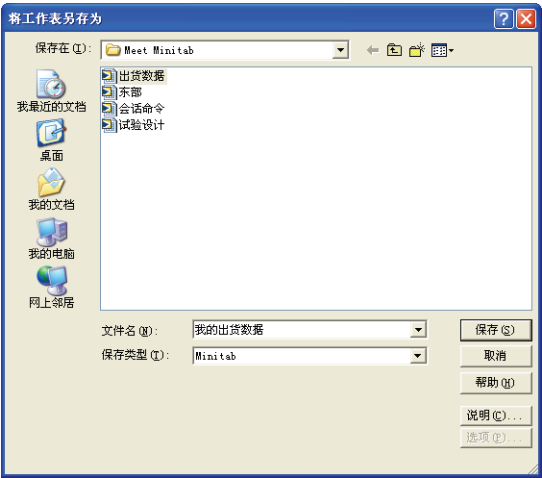 将工作表另存为
保存在(I): Meet Minitab
出货数据
东部
会话命令
试验设计
我最近的文档
桌面
我的文档
我的电脑
网上邻居
文件名(N): 我的出货数据 保存(S)
保存类型(T): Minitab 取消
帮助(H)
说明(C)...
选项(P)...